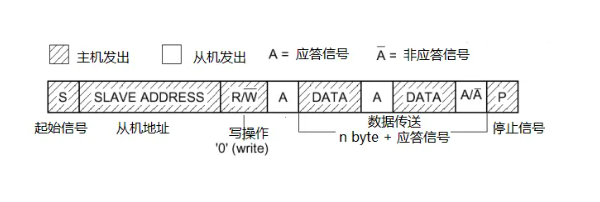 主机发出 从机发出 A = 应答信号 A̅ = 非应答信号
S SLAVE ADDRESS R/W̅ A DATA A DATA A/A̅ P
起始信号 从机地址 写操作 数据传送 停止信号
'0' (write) n byte + 应答信号